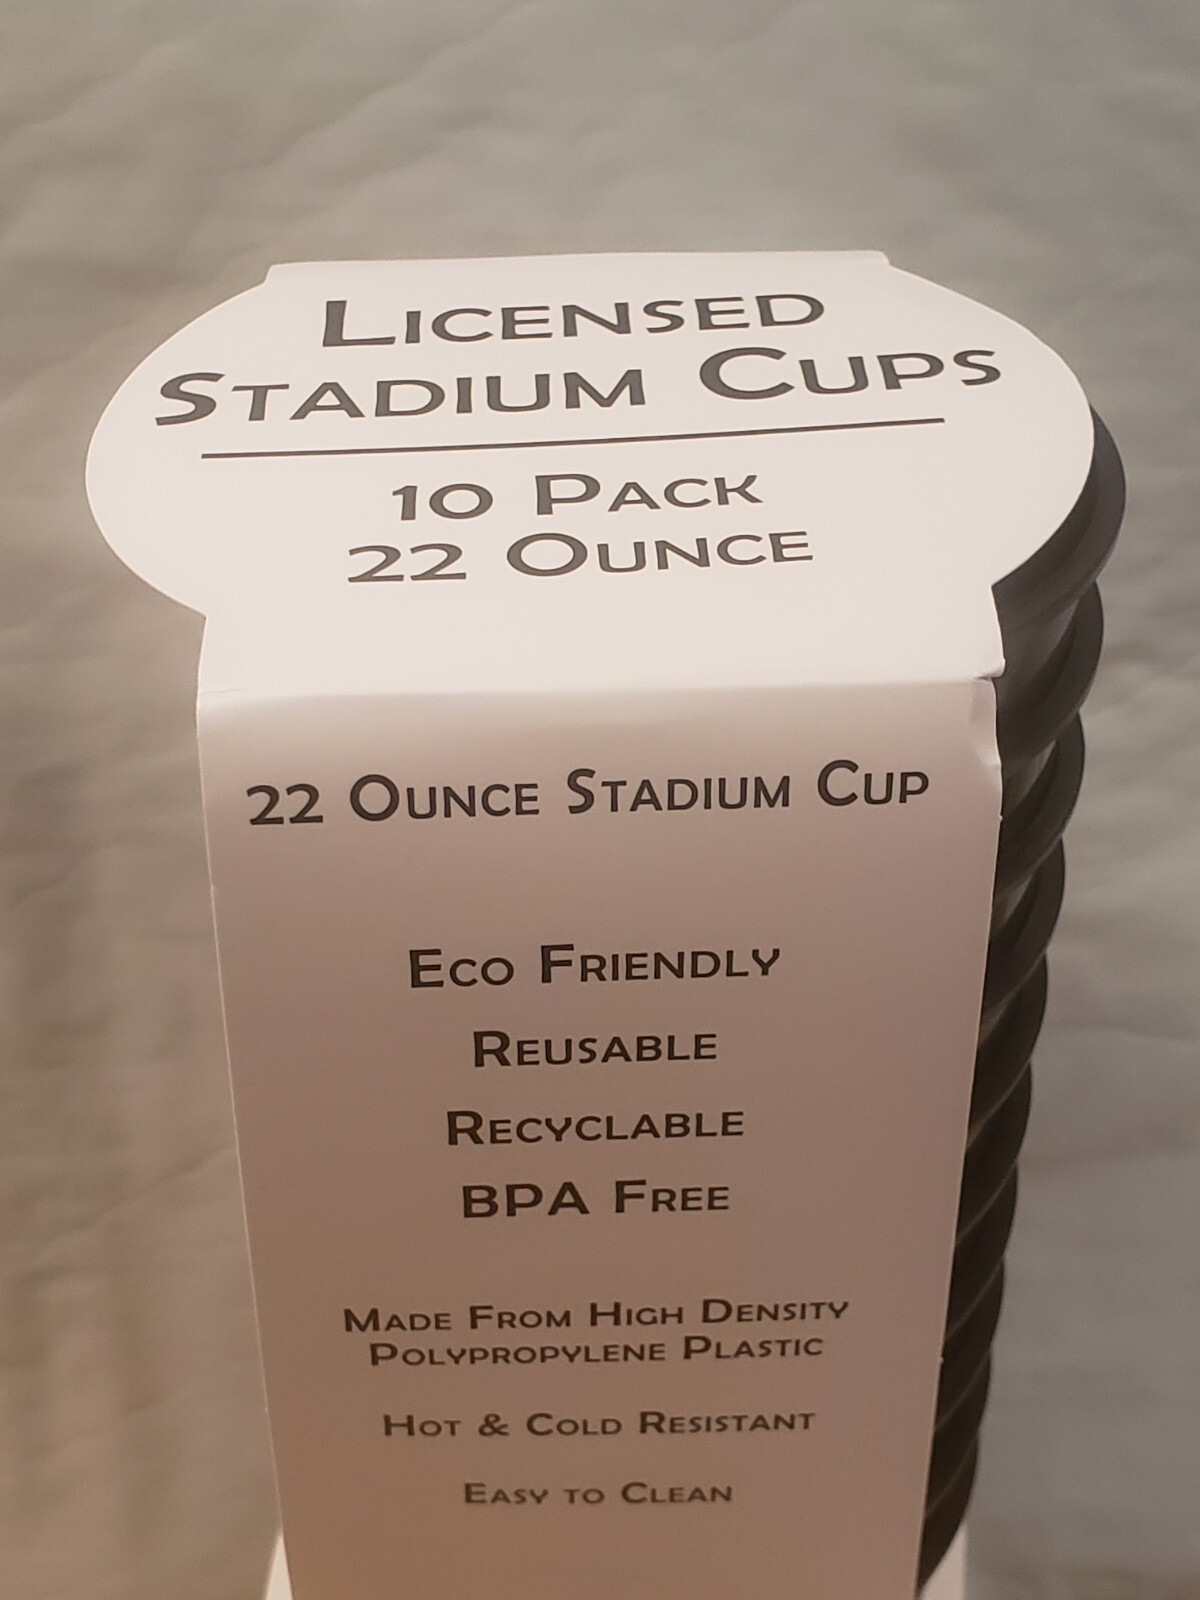 Licensed
Stadium Cups
10 Pack
22 Ounce
22 Ounce Stadium Cup
Eco Friendly
Reusable
Recyclable
BPA Free
Made From High Density
Polypropylene Plastic
Hot & Cold Resistant
Easy to Clean